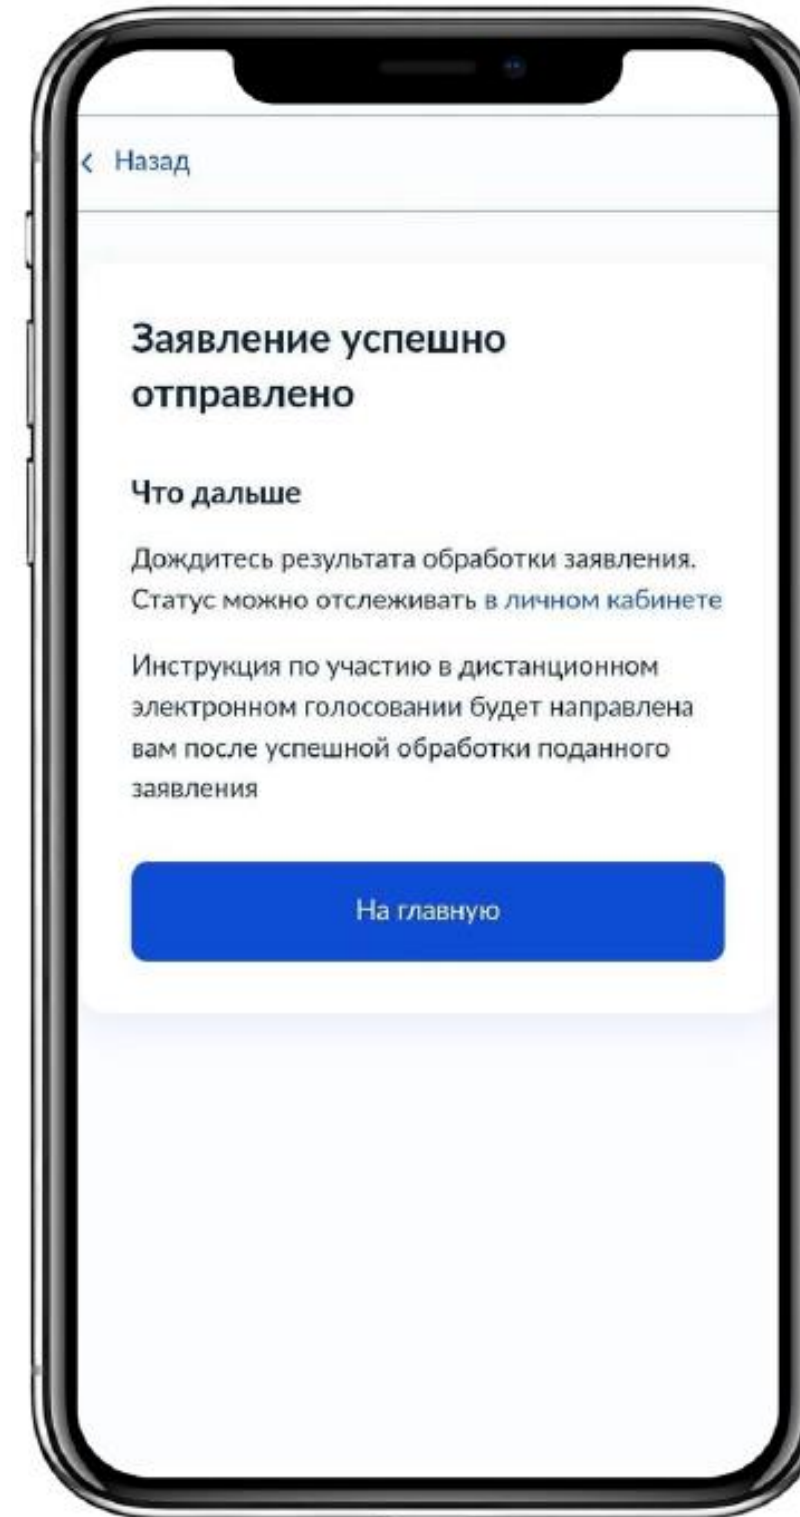 Назад
Заявление успешно
отправлено
Что дальше
Дождитесь результата обработки заявления.
Статус можно отслеживать в личном кабинете
Инструкция по участию в дистанционном
электронном голосовании будет направлена
вам после успешной обработки поданного
заявления
На главную